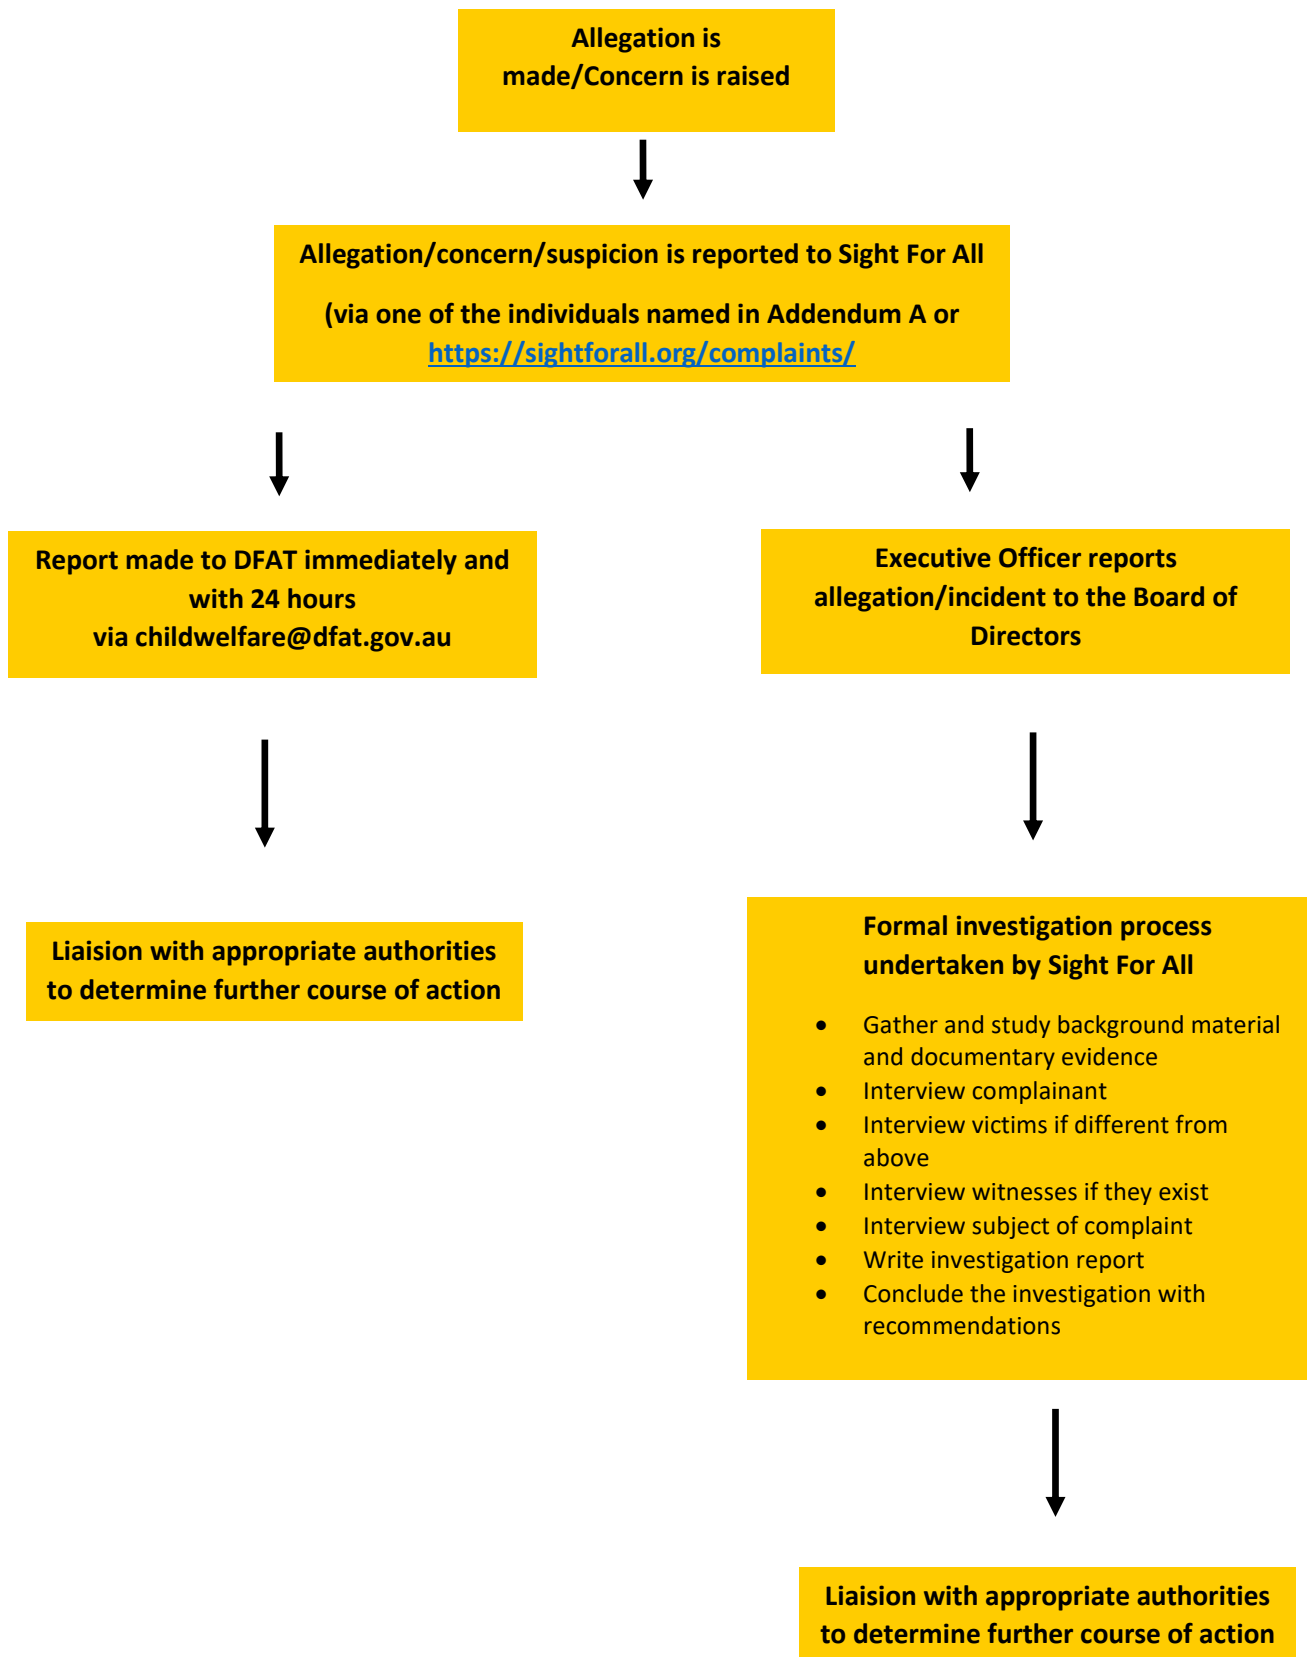 Allegation is
made/Concern is raised
Allegation/concern/suspicion is reported to Sight For All
(via one of the individuals named in Addendum A or
https://sightforall.org/complaints/
Report made to DFAT immediately and
with 24 hours
via childwelfare@dfat.gov.au
Executive Officer reports
allegation/incident to the Board of
Directors
Liaision with appropriate authorities
to determine further course of action
Formal investigation process
undertaken by Sight For All
• Gather and study background material
and documentary evidence
• Interview complainant
• Interview victims if different from
above
• Interview witnesses if they exist
• Interview subject of complaint
• Write investigation report
• Conclude the investigation with
recommendations
Liaision with appropriate authorities
to determine further course of action